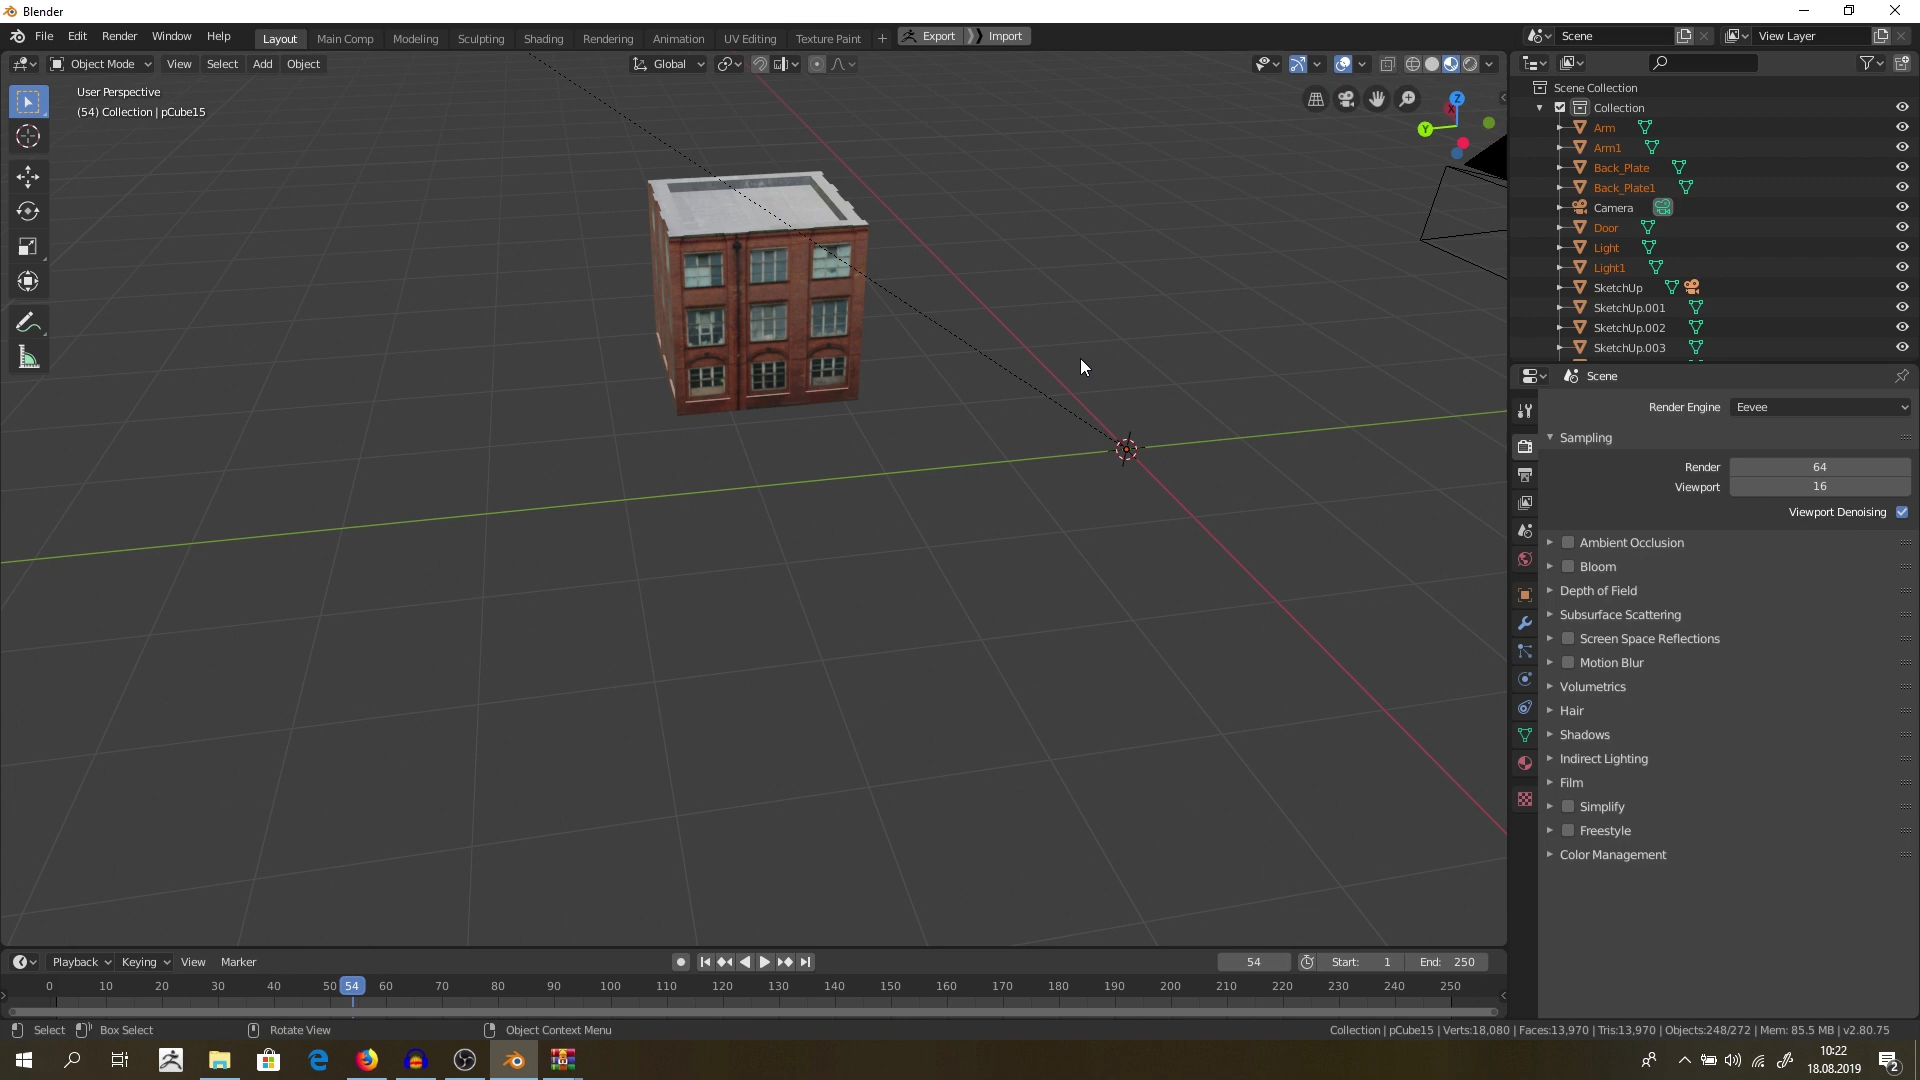 Blender
File Edit Render Window Help
Layout Main Comp Modeling Sculpting Shading Rendering Animation UV Editing Texture Paint +
Export Import
Scene
View Layer
Object Mode View Select Add Object
Global
User Perspective
(54) Collection | pCube15
Z
X
Y
Scene Collection
Collection
Arm
Arm1
Back_Plate
Back_Plate1
Camera
Door
Light
Light1
SketchUp
SketchUp.001
SketchUp.002
SketchUp.003
Scene
Render Engine Eevee
Sampling
Render 64
Viewport 16
Viewport Denoising
Ambient Occlusion
Bloom
Depth of Field
Subsurface Scattering
Screen Space Reflections
Motion Blur
Volumetrics
Hair
Shadows
Indirect Lighting
Film
Simplify
Freestyle
Color Management
Playback Keying View Marker
54 Start: 1 End: 250
0 10 20 30 40 50 54 60 70 80 90 100 110 120 130 140 150 160 170 180 190 200 210 220 230 240 250
Select Box Select Rotate View Object Context Menu
Collection | pCube15 | Verts:18,080 | Faces:13,970 | Tris:13,970 | Objects:248/272 | Mem: 85.5 MB | v2.80.75
10:22
18.08.2019
2